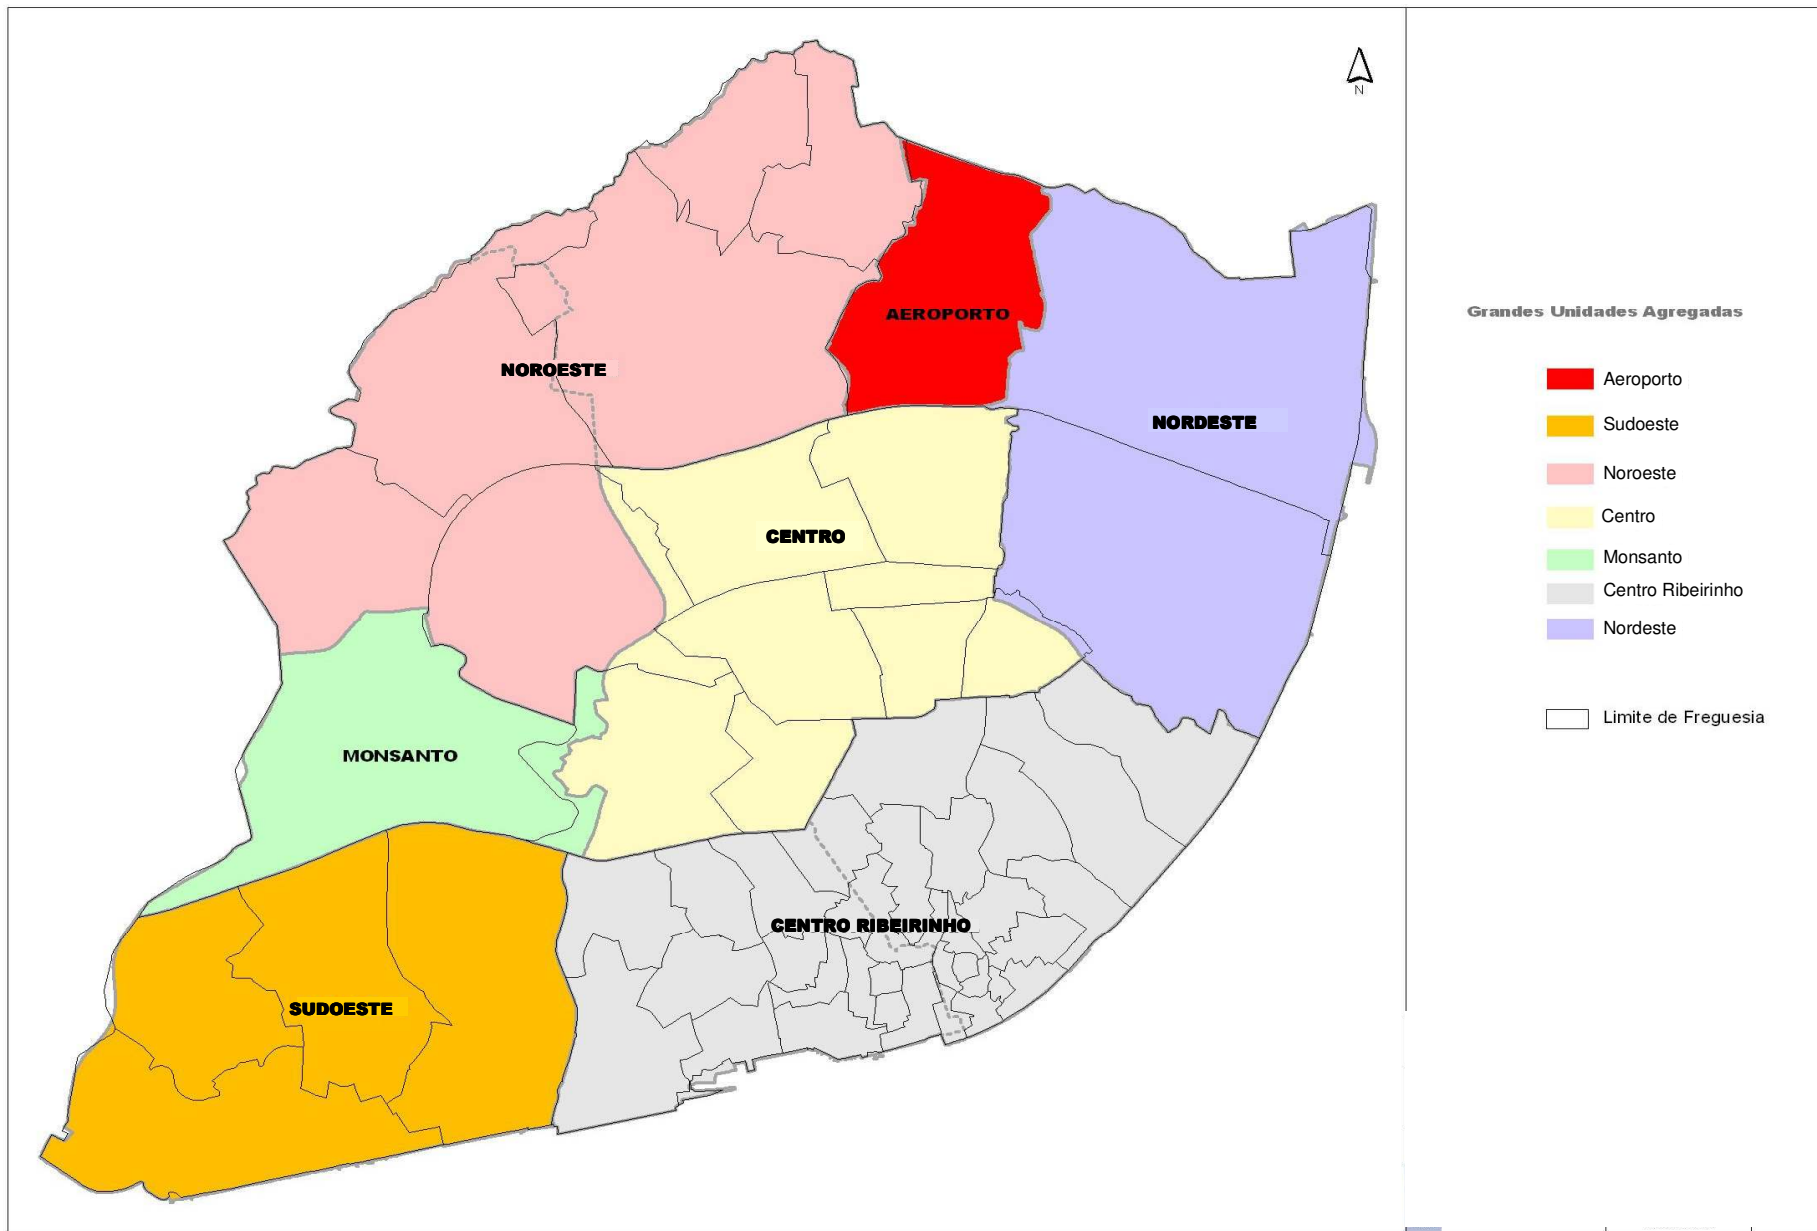 N
AEROPORTO
NOROESTE
NORDESTE
CENTRO
MONSANTO
CENTRO RIBEIRINHO
SUDOESTE
Grandes Unidades Agregadas
Aeroporto
Sudoeste
Noroeste
Centro
Monsanto
Centro Ribeirinho
Nordeste
Limite de Freguesia